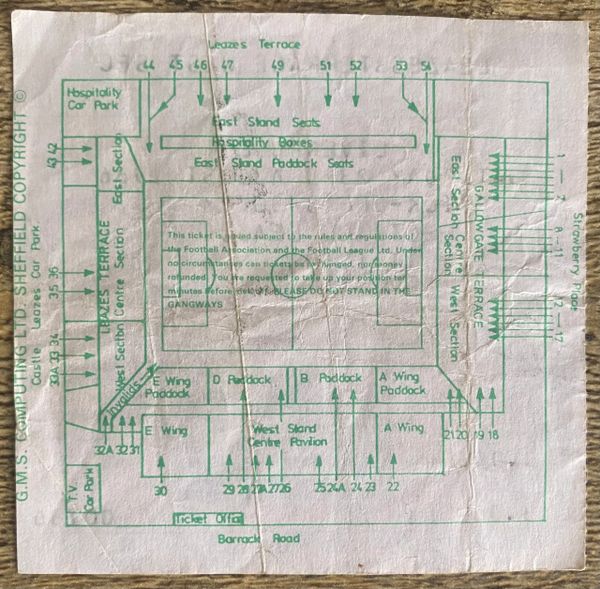 Leazes Terrace
44 45 46 47 49 51 52 53 54
Hospitality
Car Park
East Stand Seats
Hospitality Boxes
East Stand Paddock Seats
43 42
East Section
LEAZES TERRACE
Centre Section
West Section
36
35
34
33
33A
Castle Leazes Car Park
G.M.S. COMPUTING LTD. SHEFFIELD COPYRIGHT ©
This ticket is issued subject to the rules and regulations of
the Football Association and the Football League Ltd. Under
no circumstances can tickets be exchanged, nor money
refunded. You are requested to take up your position ten
minutes before kick-off. PLEASE DO NOT STAND IN THE
GANGWAYS
East Section
Centre Section
West Section
GALLOWGATE TERRACE
1 — 7
8 — 11
12 — 17
Strawberry Place
Invalids
E Wing
Paddock
D Paddock
B Paddock
A Wing
Paddock
E Wing
West Stand
Centre Pavilion
A Wing
32A 32 31
21 20 19 18
30 29 28 27A 27 26 25 24A 24 23 22
T.V.
Car Park
Ticket Office
Barrack Road